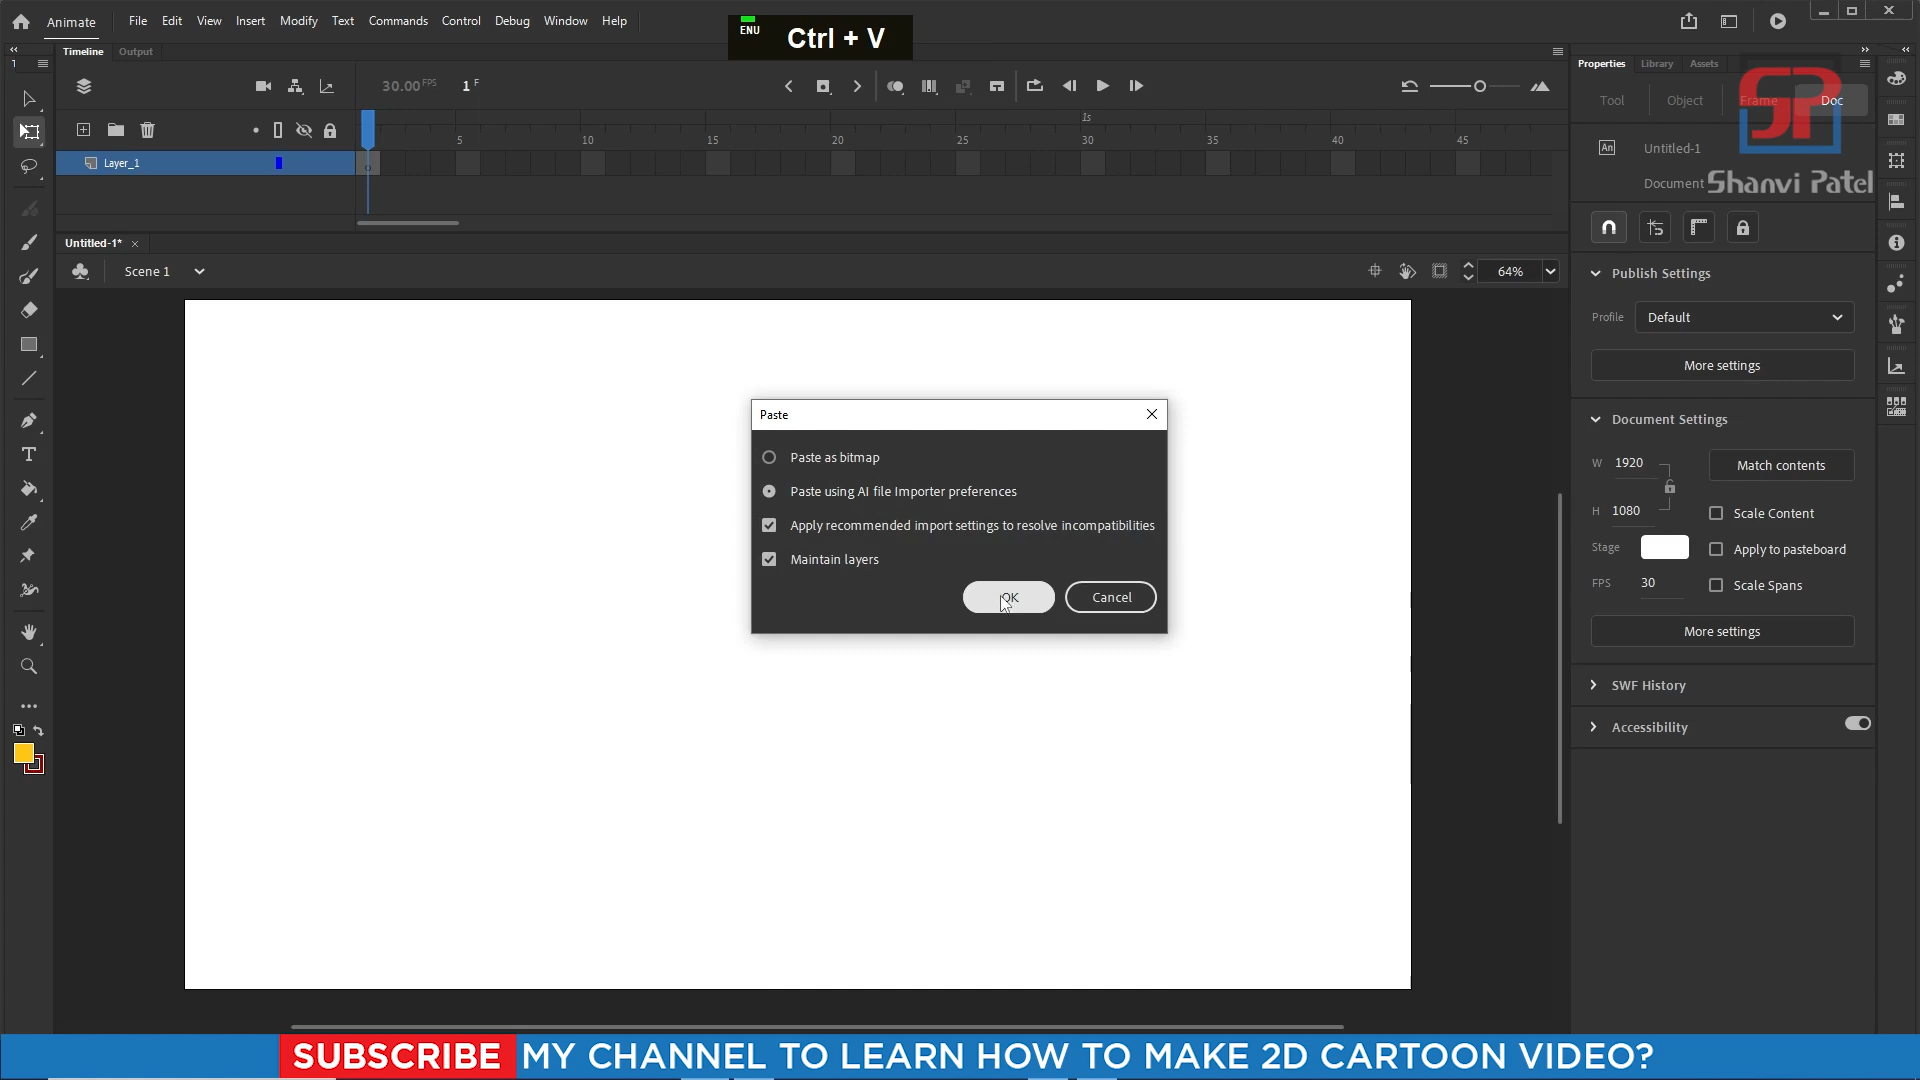 Animate
File Edit View Insert Modify Text Commands Control Debug Window Help
ENU
Ctrl + V
Timeline Output
30.00 FPS 1 F
1s
5 10 15 20 25 30 35 40 45
Layer_1
Untitled-1*
Scene 1
64%
Paste
Paste as bitmap
Paste using AI file Importer preferences
Apply recommended import settings to resolve incompatibilities
Maintain layers
OK Cancel
Properties Library Assets
Tool Object Frame Doc
SP
An Untitled-1
Document
Shanvi Patel
Publish Settings
Profile Default
More settings
Document Settings
W 1920 Match contents
H 1080 Scale Content
Stage Apply to pasteboard
FPS 30 Scale Spans
More settings
SWF History
Accessibility
SUBSCRIBE MY CHANNEL TO LEARN HOW TO MAKE 2D CARTOON VIDEO?